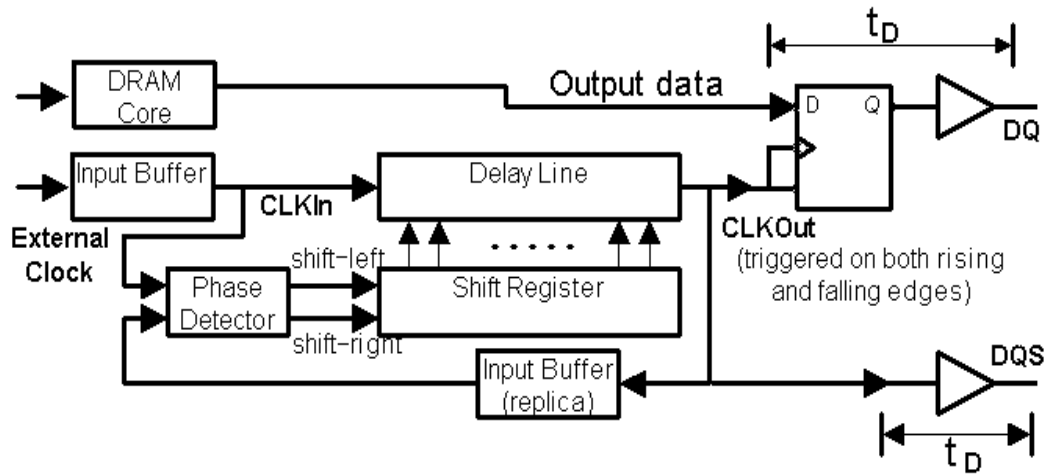 t_D
DRAM
Core
Output data
D Q
DQ
Input Buffer
Delay Line
CLKIn
CLKOut
External
Clock
(triggered on both rising
and falling edges)
shift-left
Phase
Detector
Shift Register
. . . . .
shift-right
Input Buffer
(replica)
DQS
t_D